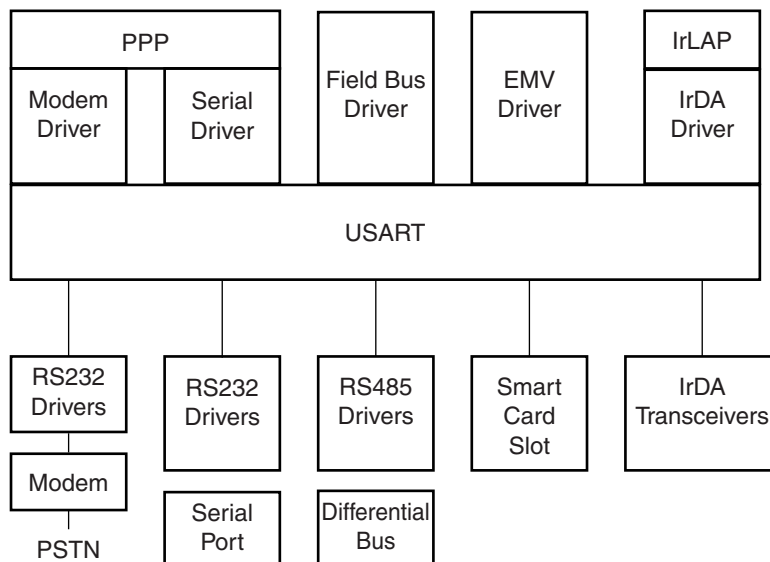 PPP
IrLAP
Modem
Driver
Serial
Driver
Field Bus
Driver
EMV
Driver
IrDA
Driver
USART
RS232
Drivers
RS232
Drivers
RS485
Drivers
Smart
Card
Slot
IrDA
Transceivers
Modem
Serial
Port
Differential
Bus
PSTN